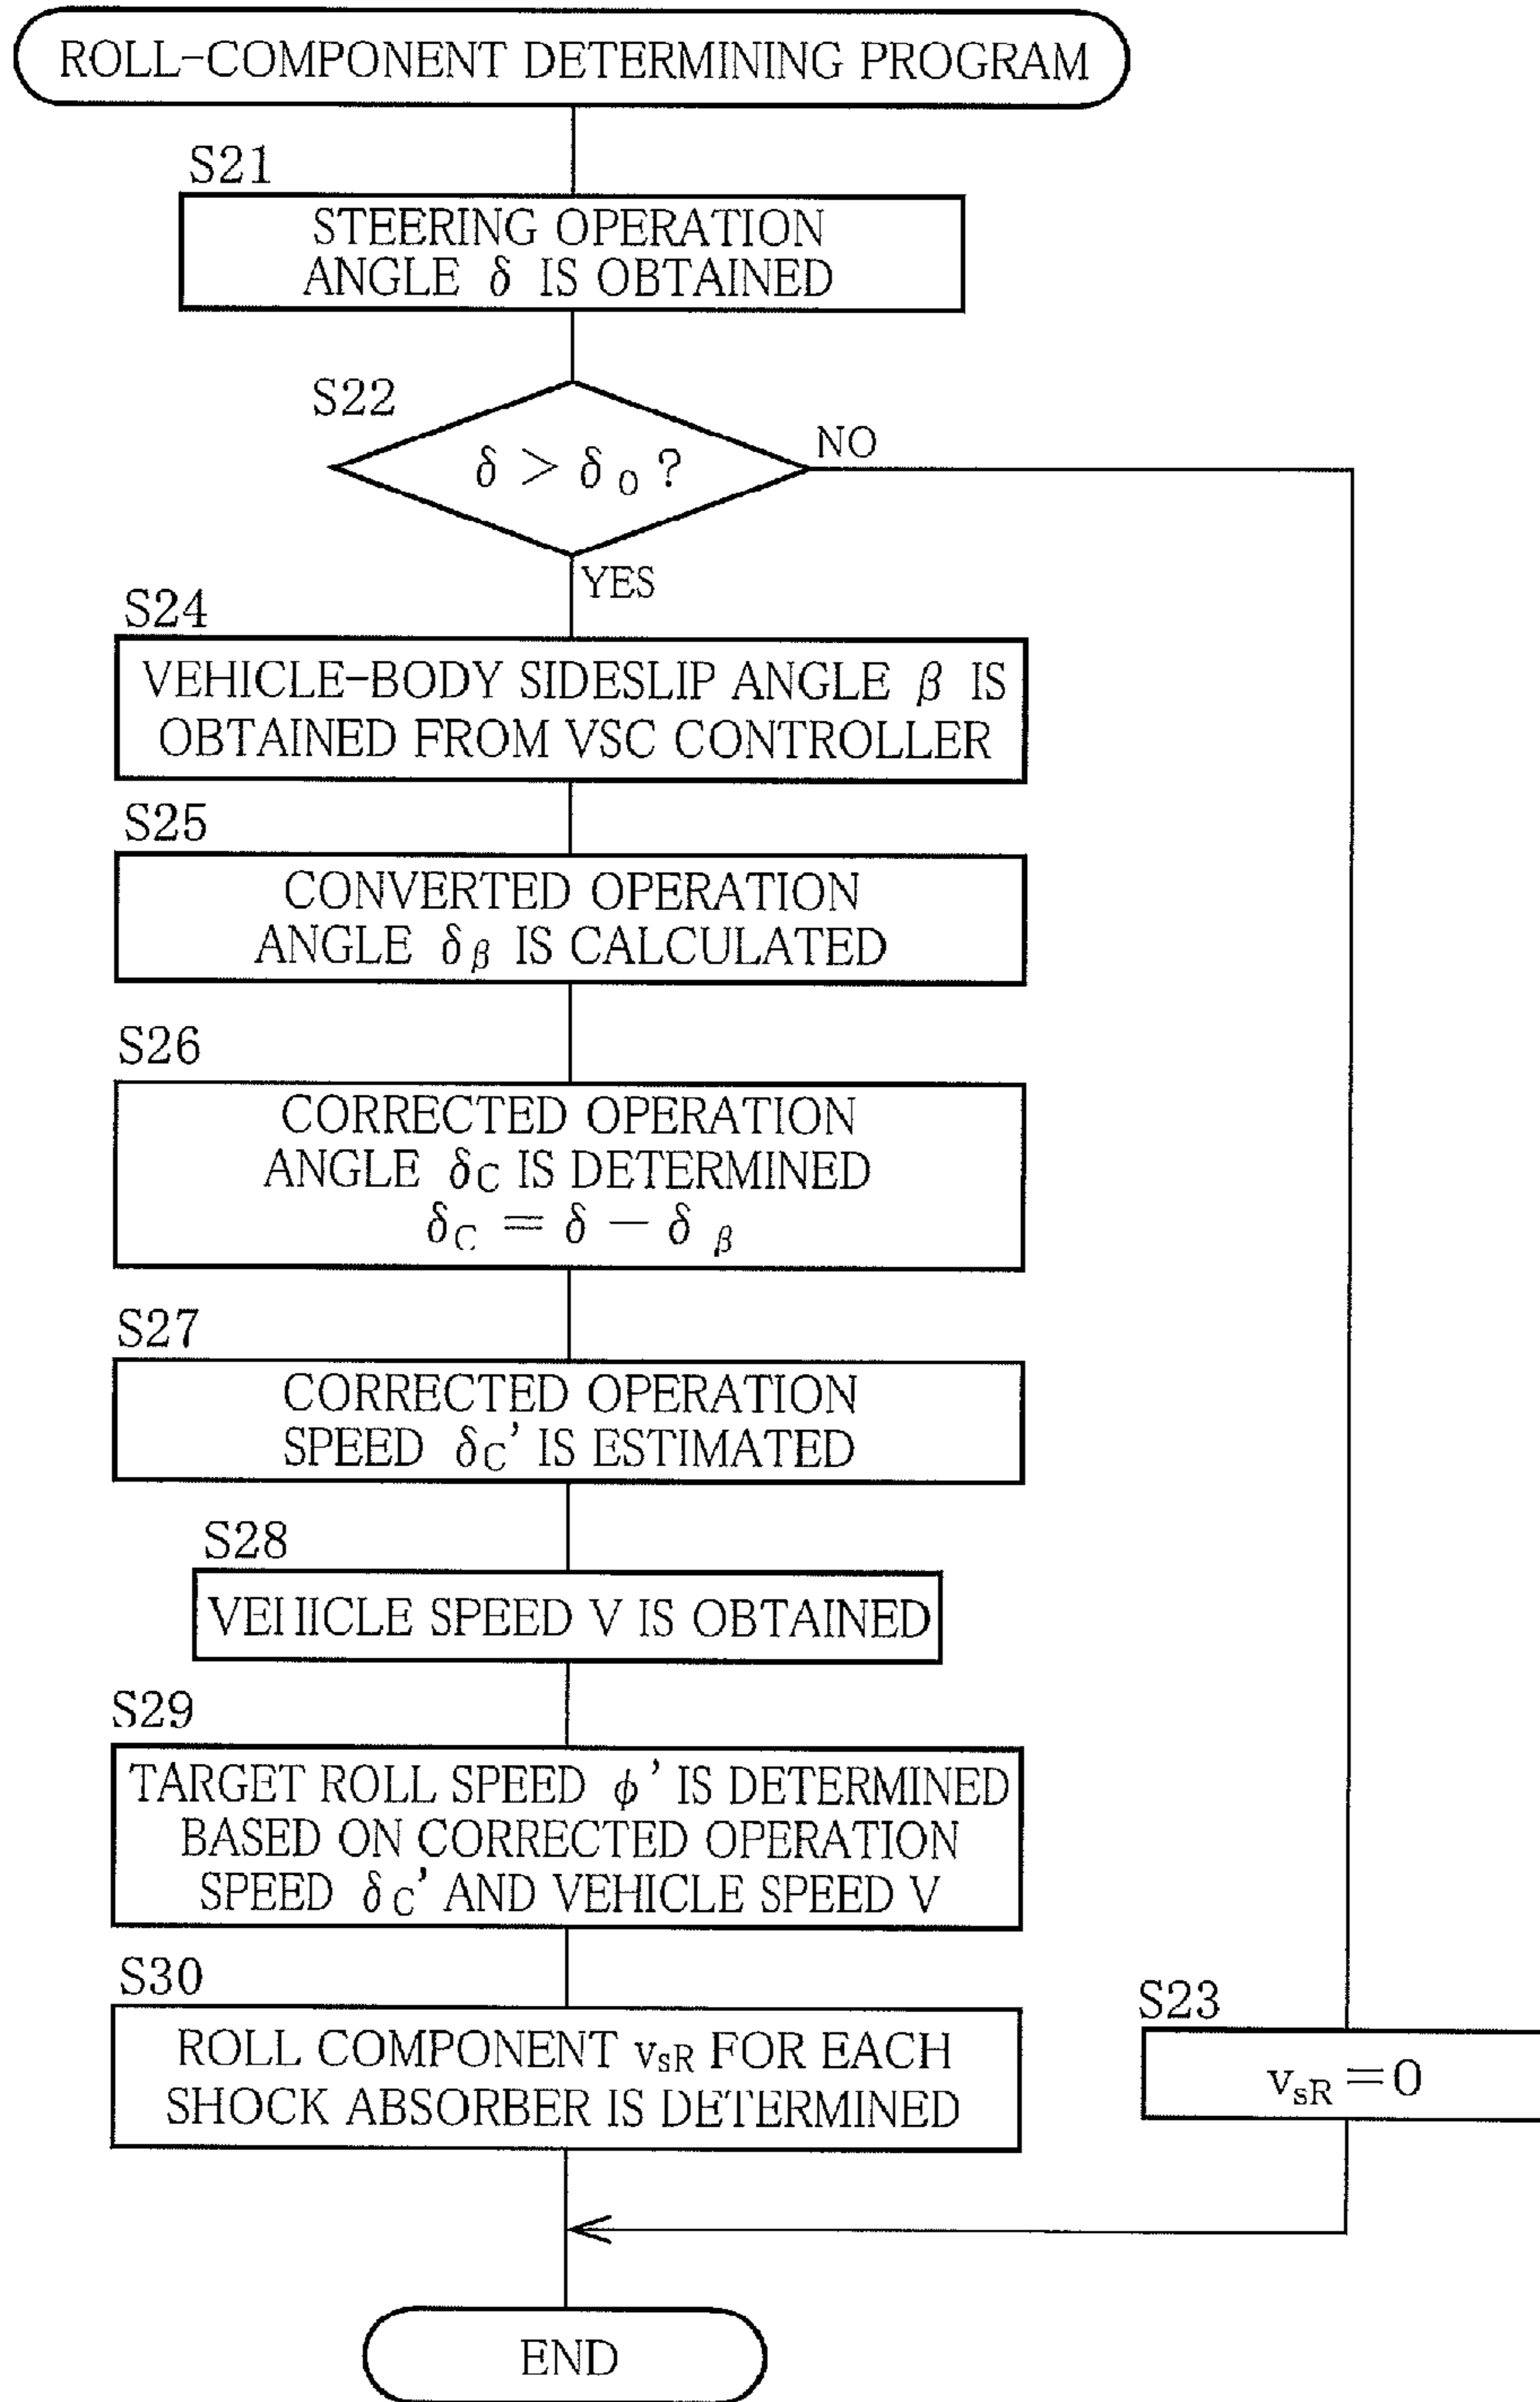 ROLL-COMPONENT DETERMINING PROGRAM
S21
STEERING OPERATION
ANGLE δ IS OBTAINED
S22
δ > δ₀ ?
NO
YES
S24
VEHICLE-BODY SIDESLIP ANGLE β IS
OBTAINED FROM VSC CONTROLLER
S25
CONVERTED OPERATION
ANGLE δβ IS CALCULATED
S26
CORRECTED OPERATION
ANGLE δC IS DETERMINED
δC = δ − δβ
S27
CORRECTED OPERATION
SPEED δC' IS ESTIMATED
S28
VEHICLE SPEED V IS OBTAINED
S29
TARGET ROLL SPEED φ' IS DETERMINED
BASED ON CORRECTED OPERATION
SPEED δC' AND VEHICLE SPEED V
S30
ROLL COMPONENT vsR FOR EACH
SHOCK ABSORBER IS DETERMINED
S23
vsR = 0
END